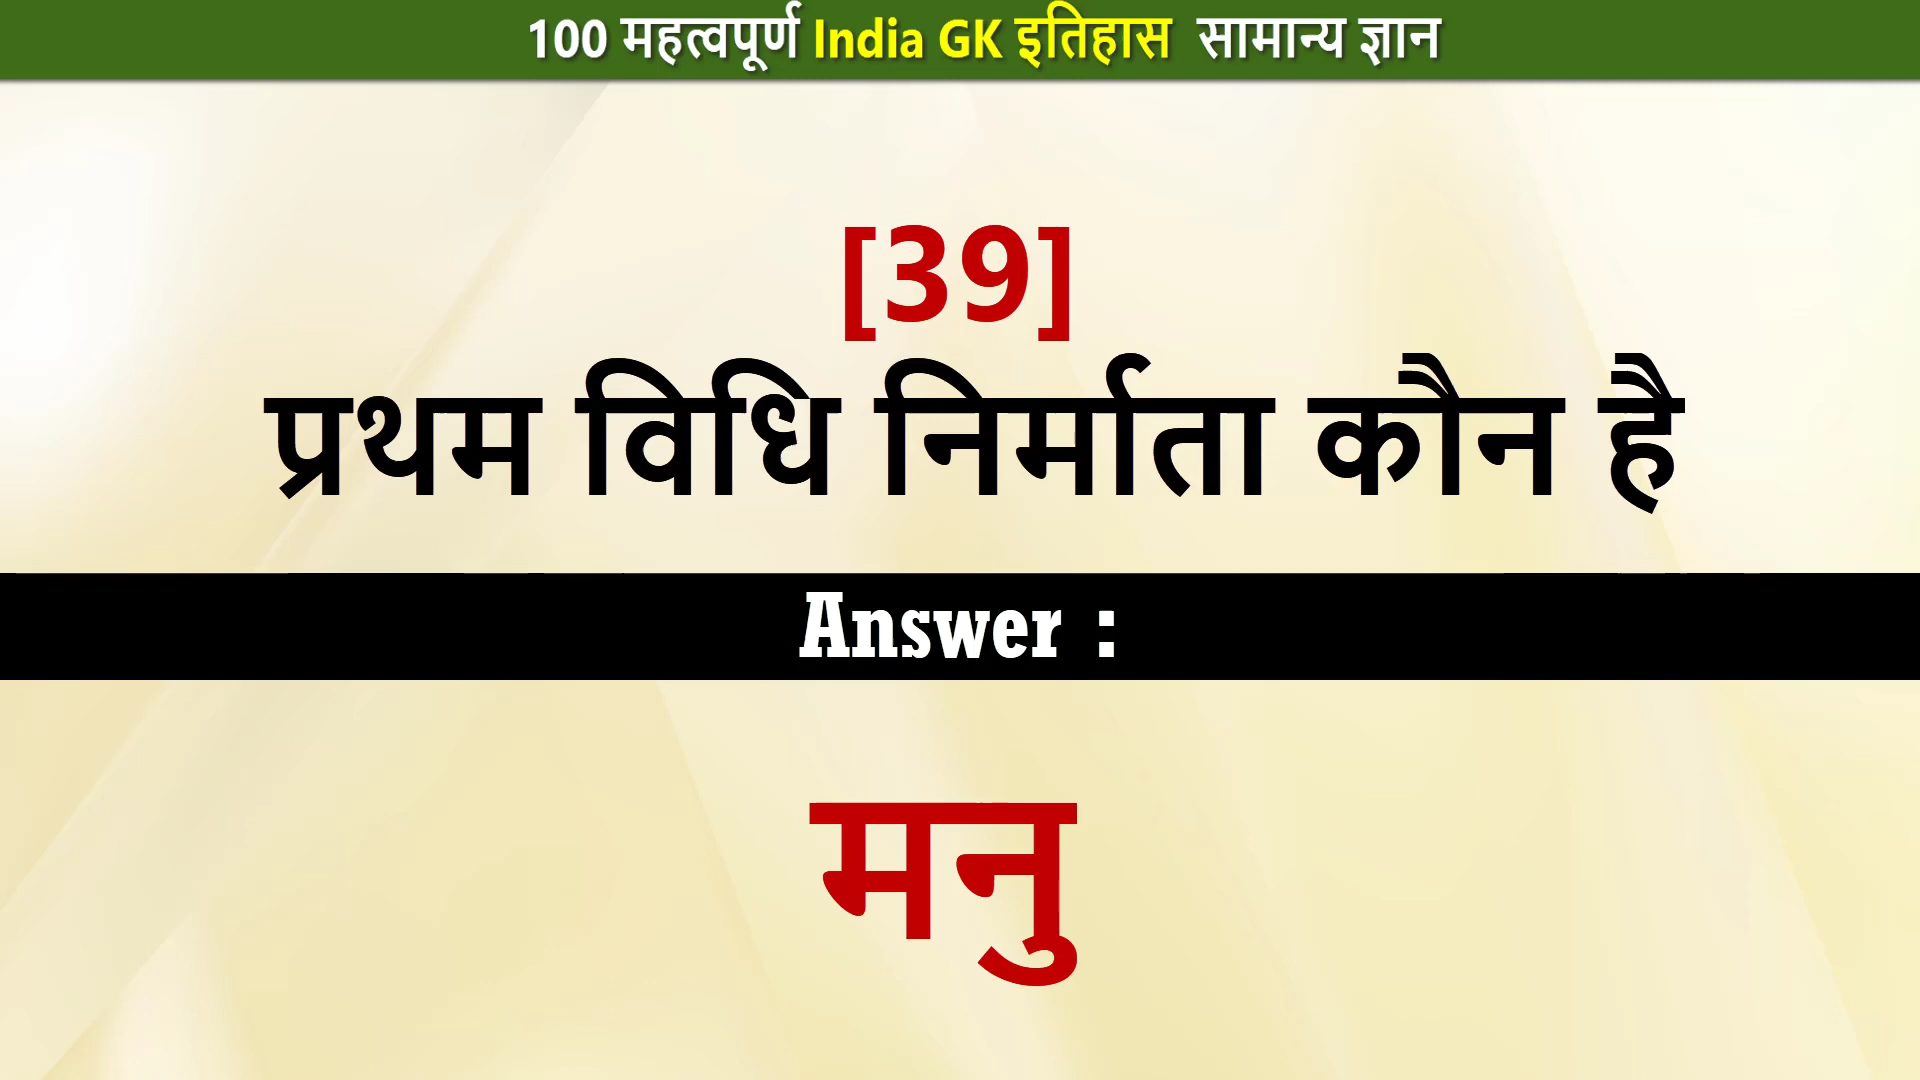 100 महत्वपूर्ण India GK इतिहास सामान्य ज्ञान
[39]
प्रथम विधि निर्माता कौन है
Answer :
मनु